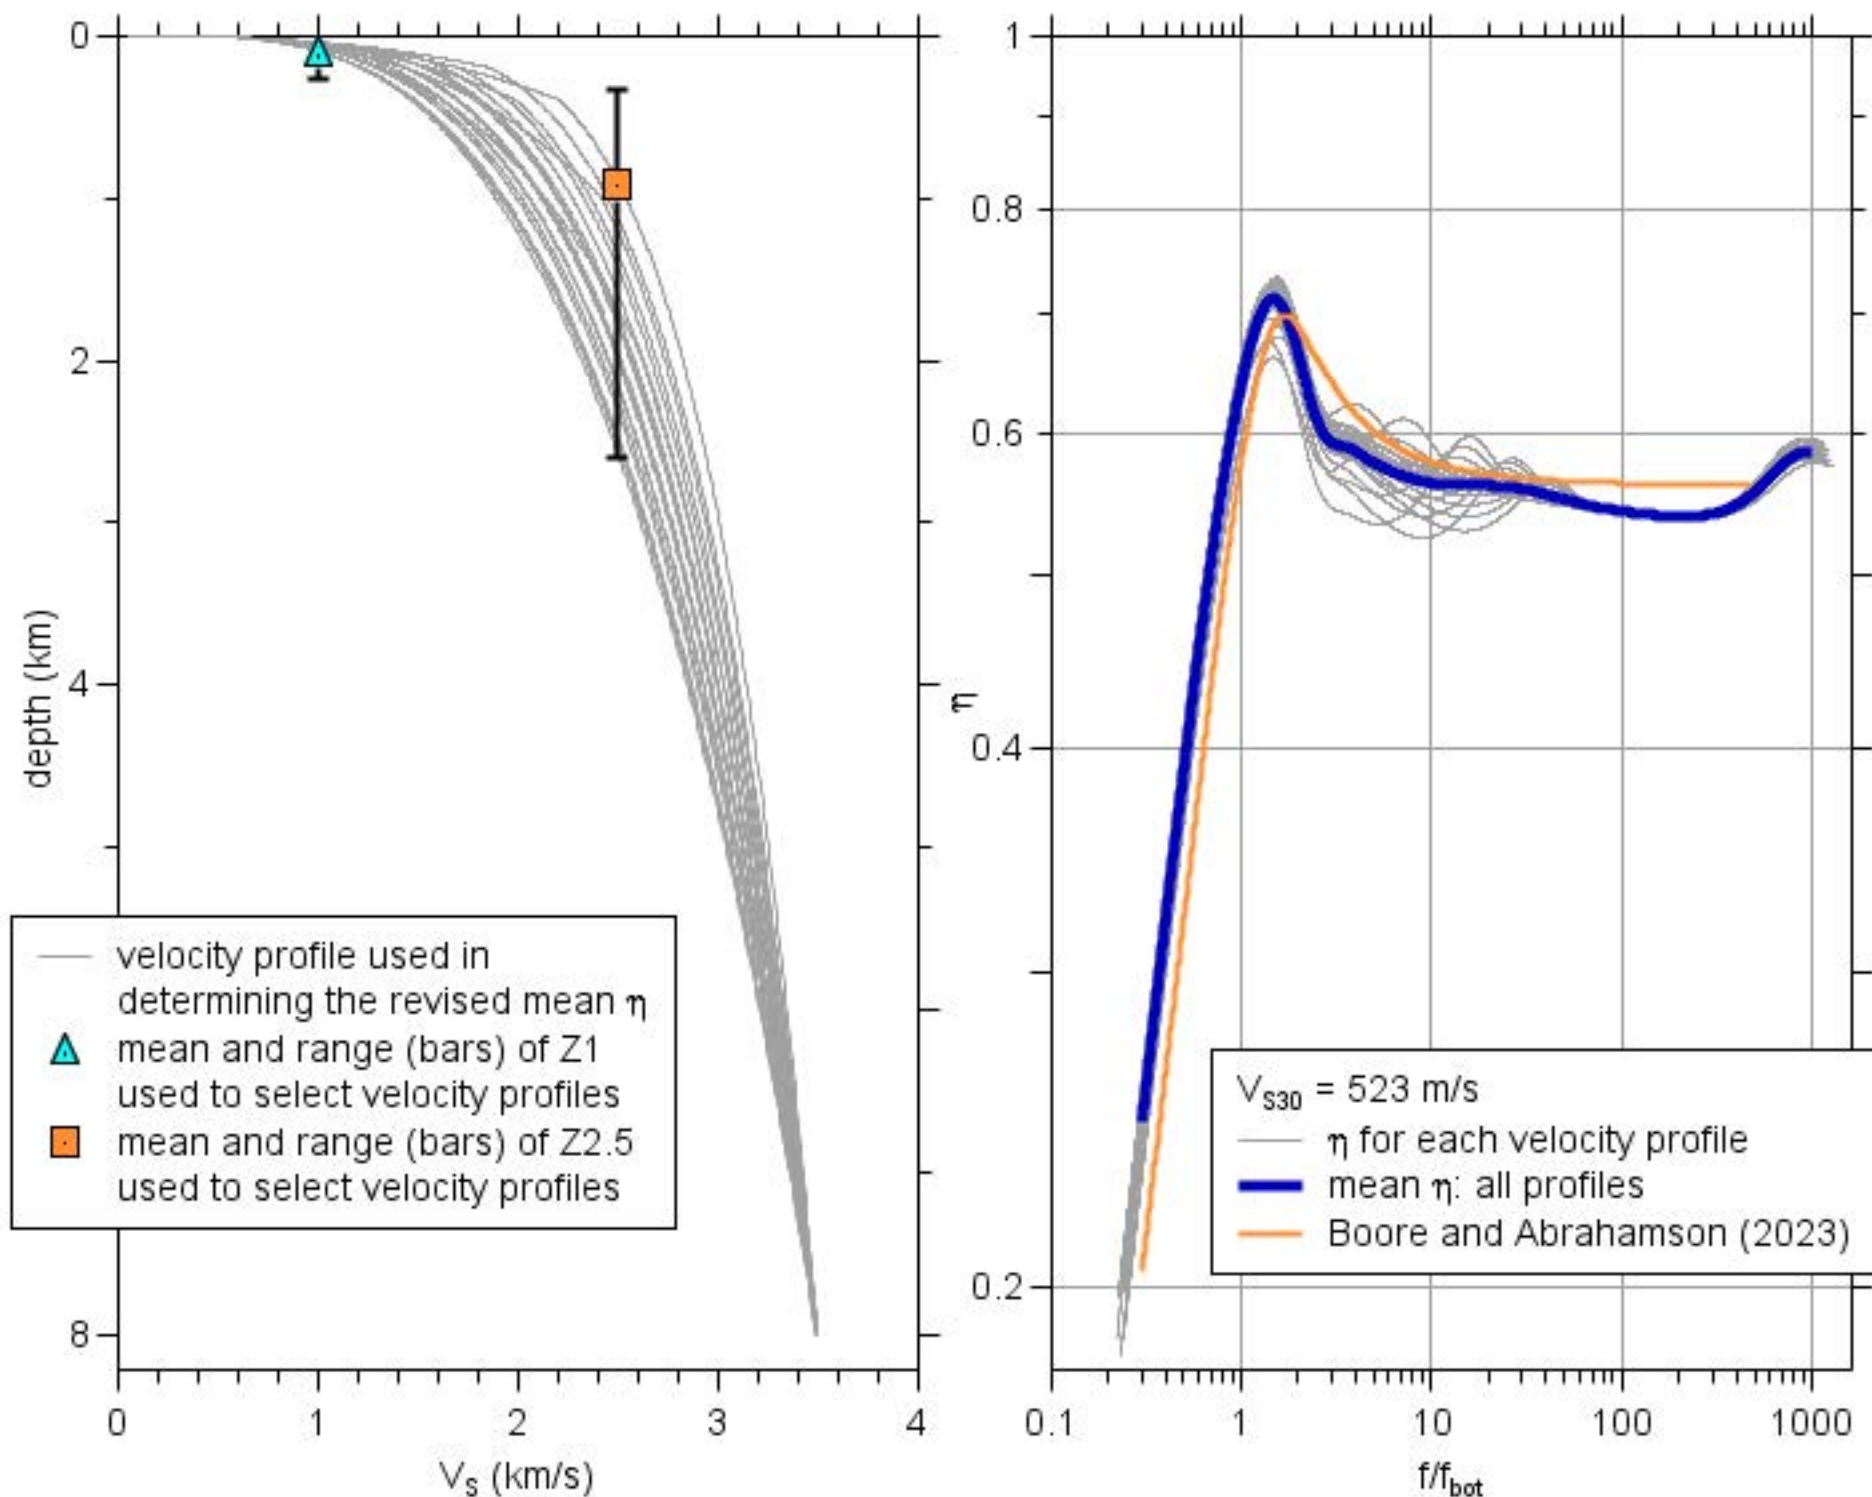 0
2
4
8
depth (km)
0
1
2
3
4
V_S (km/s)
velocity profile used in
determining the revised mean η
mean and range (bars) of Z1
used to select velocity profiles
mean and range (bars) of Z2.5
used to select velocity profiles
1
0.8
0.6
0.4
0.2
η
0.1
1
10
100
1000
f/f_bot
V_S30 = 523 m/s
η for each velocity profile
mean η: all profiles
Boore and Abrahamson (2023)